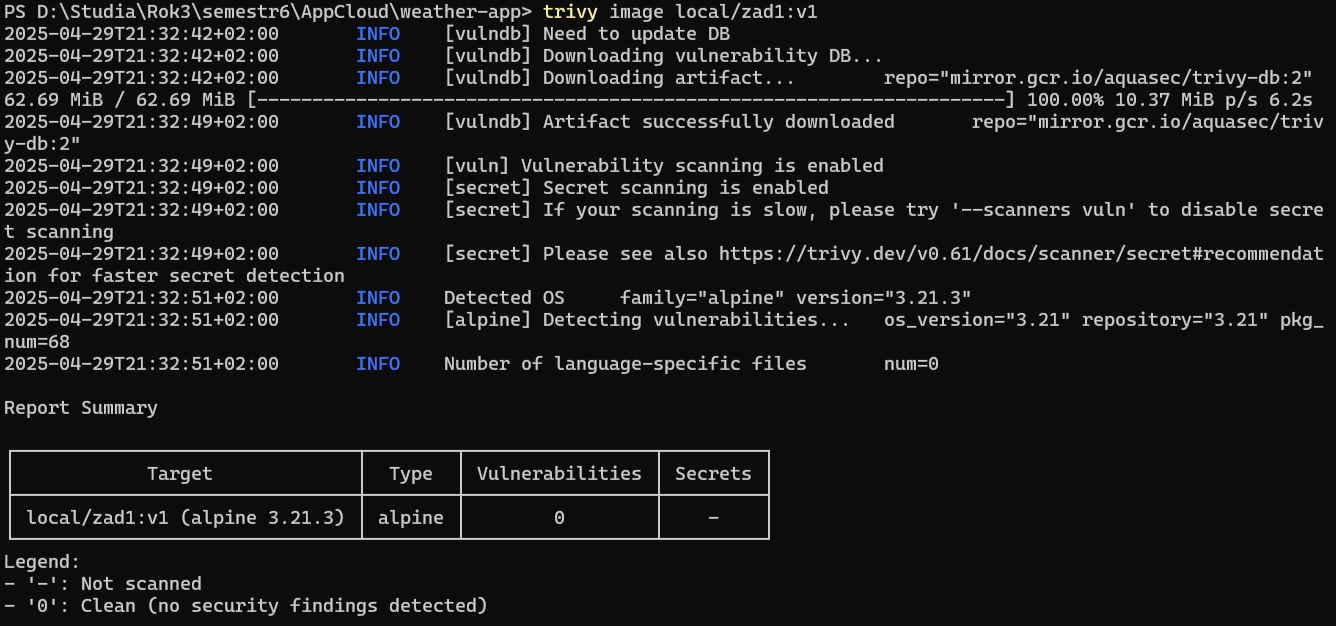 PS D:\Studia\Rok3\semestr6\AppCloud\weather-app> trivy image local/zad1:v1
2025-04-29T21:32:42+02:00 INFO [vulndb] Need to update DB
2025-04-29T21:32:42+02:00 INFO [vulndb] Downloading vulnerability DB...
2025-04-29T21:32:42+02:00 INFO [vulndb] Downloading artifact... repo="mirror.gcr.io/aquasec/trivy-db:2"
62.69 MiB / 62.69 MiB [--------------------------------------------------------------------] 100.00% 10.37 MiB p/s 6.2s
2025-04-29T21:32:49+02:00 INFO [vulndb] Artifact successfully downloaded repo="mirror.gcr.io/aquasec/triv
y-db:2"
2025-04-29T21:32:49+02:00 INFO [vuln] Vulnerability scanning is enabled
2025-04-29T21:32:49+02:00 INFO [secret] Secret scanning is enabled
2025-04-29T21:32:49+02:00 INFO [secret] If your scanning is slow, please try '--scanners vuln' to disable secre
t scanning
2025-04-29T21:32:49+02:00 INFO [secret] Please see also https://trivy.dev/v0.61/docs/scanner/secret#recommendat
ion for faster secret detection
2025-04-29T21:32:51+02:00 INFO Detected OS family="alpine" version="3.21.3"
2025-04-29T21:32:51+02:00 INFO [alpine] Detecting vulnerabilities... os_version="3.21" repository="3.21" pkg_
num=68
2025-04-29T21:32:51+02:00 INFO Number of language-specific files num=0
Report Summary
Target Type Vulnerabilities Secrets
local/zad1:v1 (alpine 3.21.3) alpine 0 -
Legend:
- '-': Not scanned
- '0': Clean (no security findings detected)